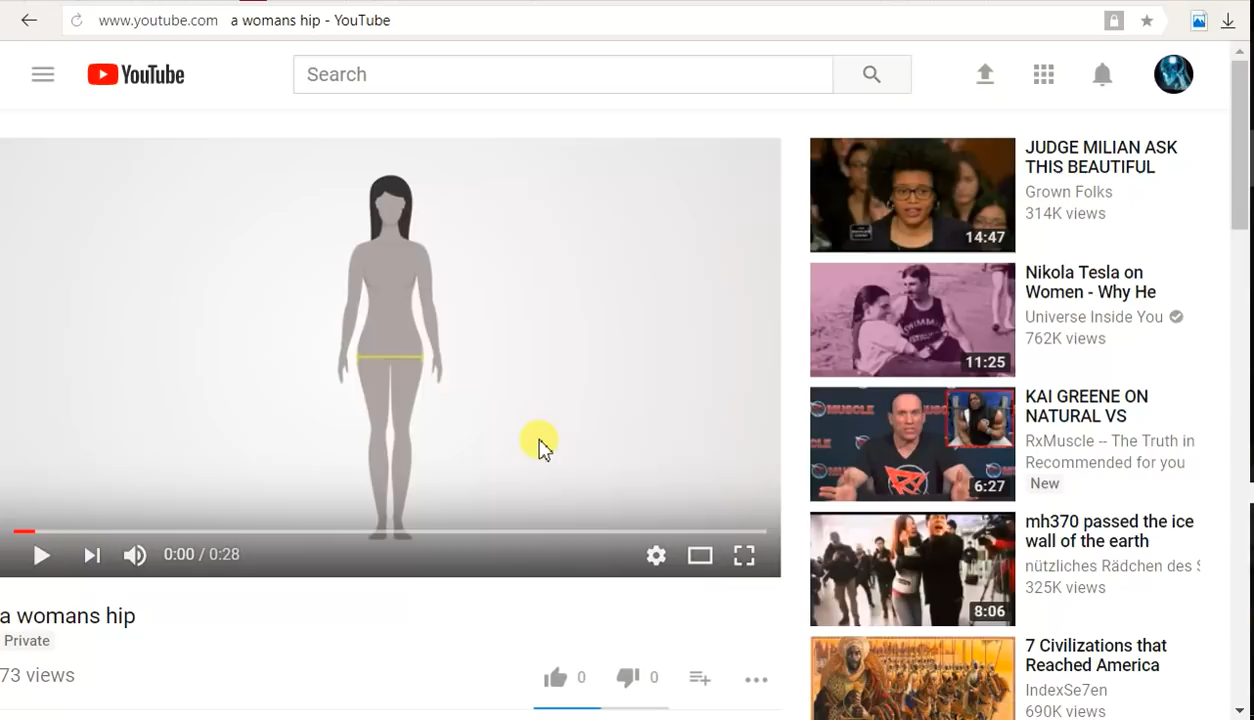 www.youtube.com a womans hip - YouTube
YouTube
Search
JUDGE MILIAN ASK
THIS BEAUTIFUL
Grown Folks
314K views
14:47
Nikola Tesla on
Women - Why He
Universe Inside You
762K views
11:25
KAI GREENE ON
NATURAL VS
RxMuscle -- The Truth in
Recommended for you
New
6:27
mh370 passed the ice
wall of the earth
nützliches Rädchen des
325K views
8:06
7 Civilizations that
Reached America
IndexSe7en
690K views
0:00 / 0:28
a womans hip
Private
73 views
0
0